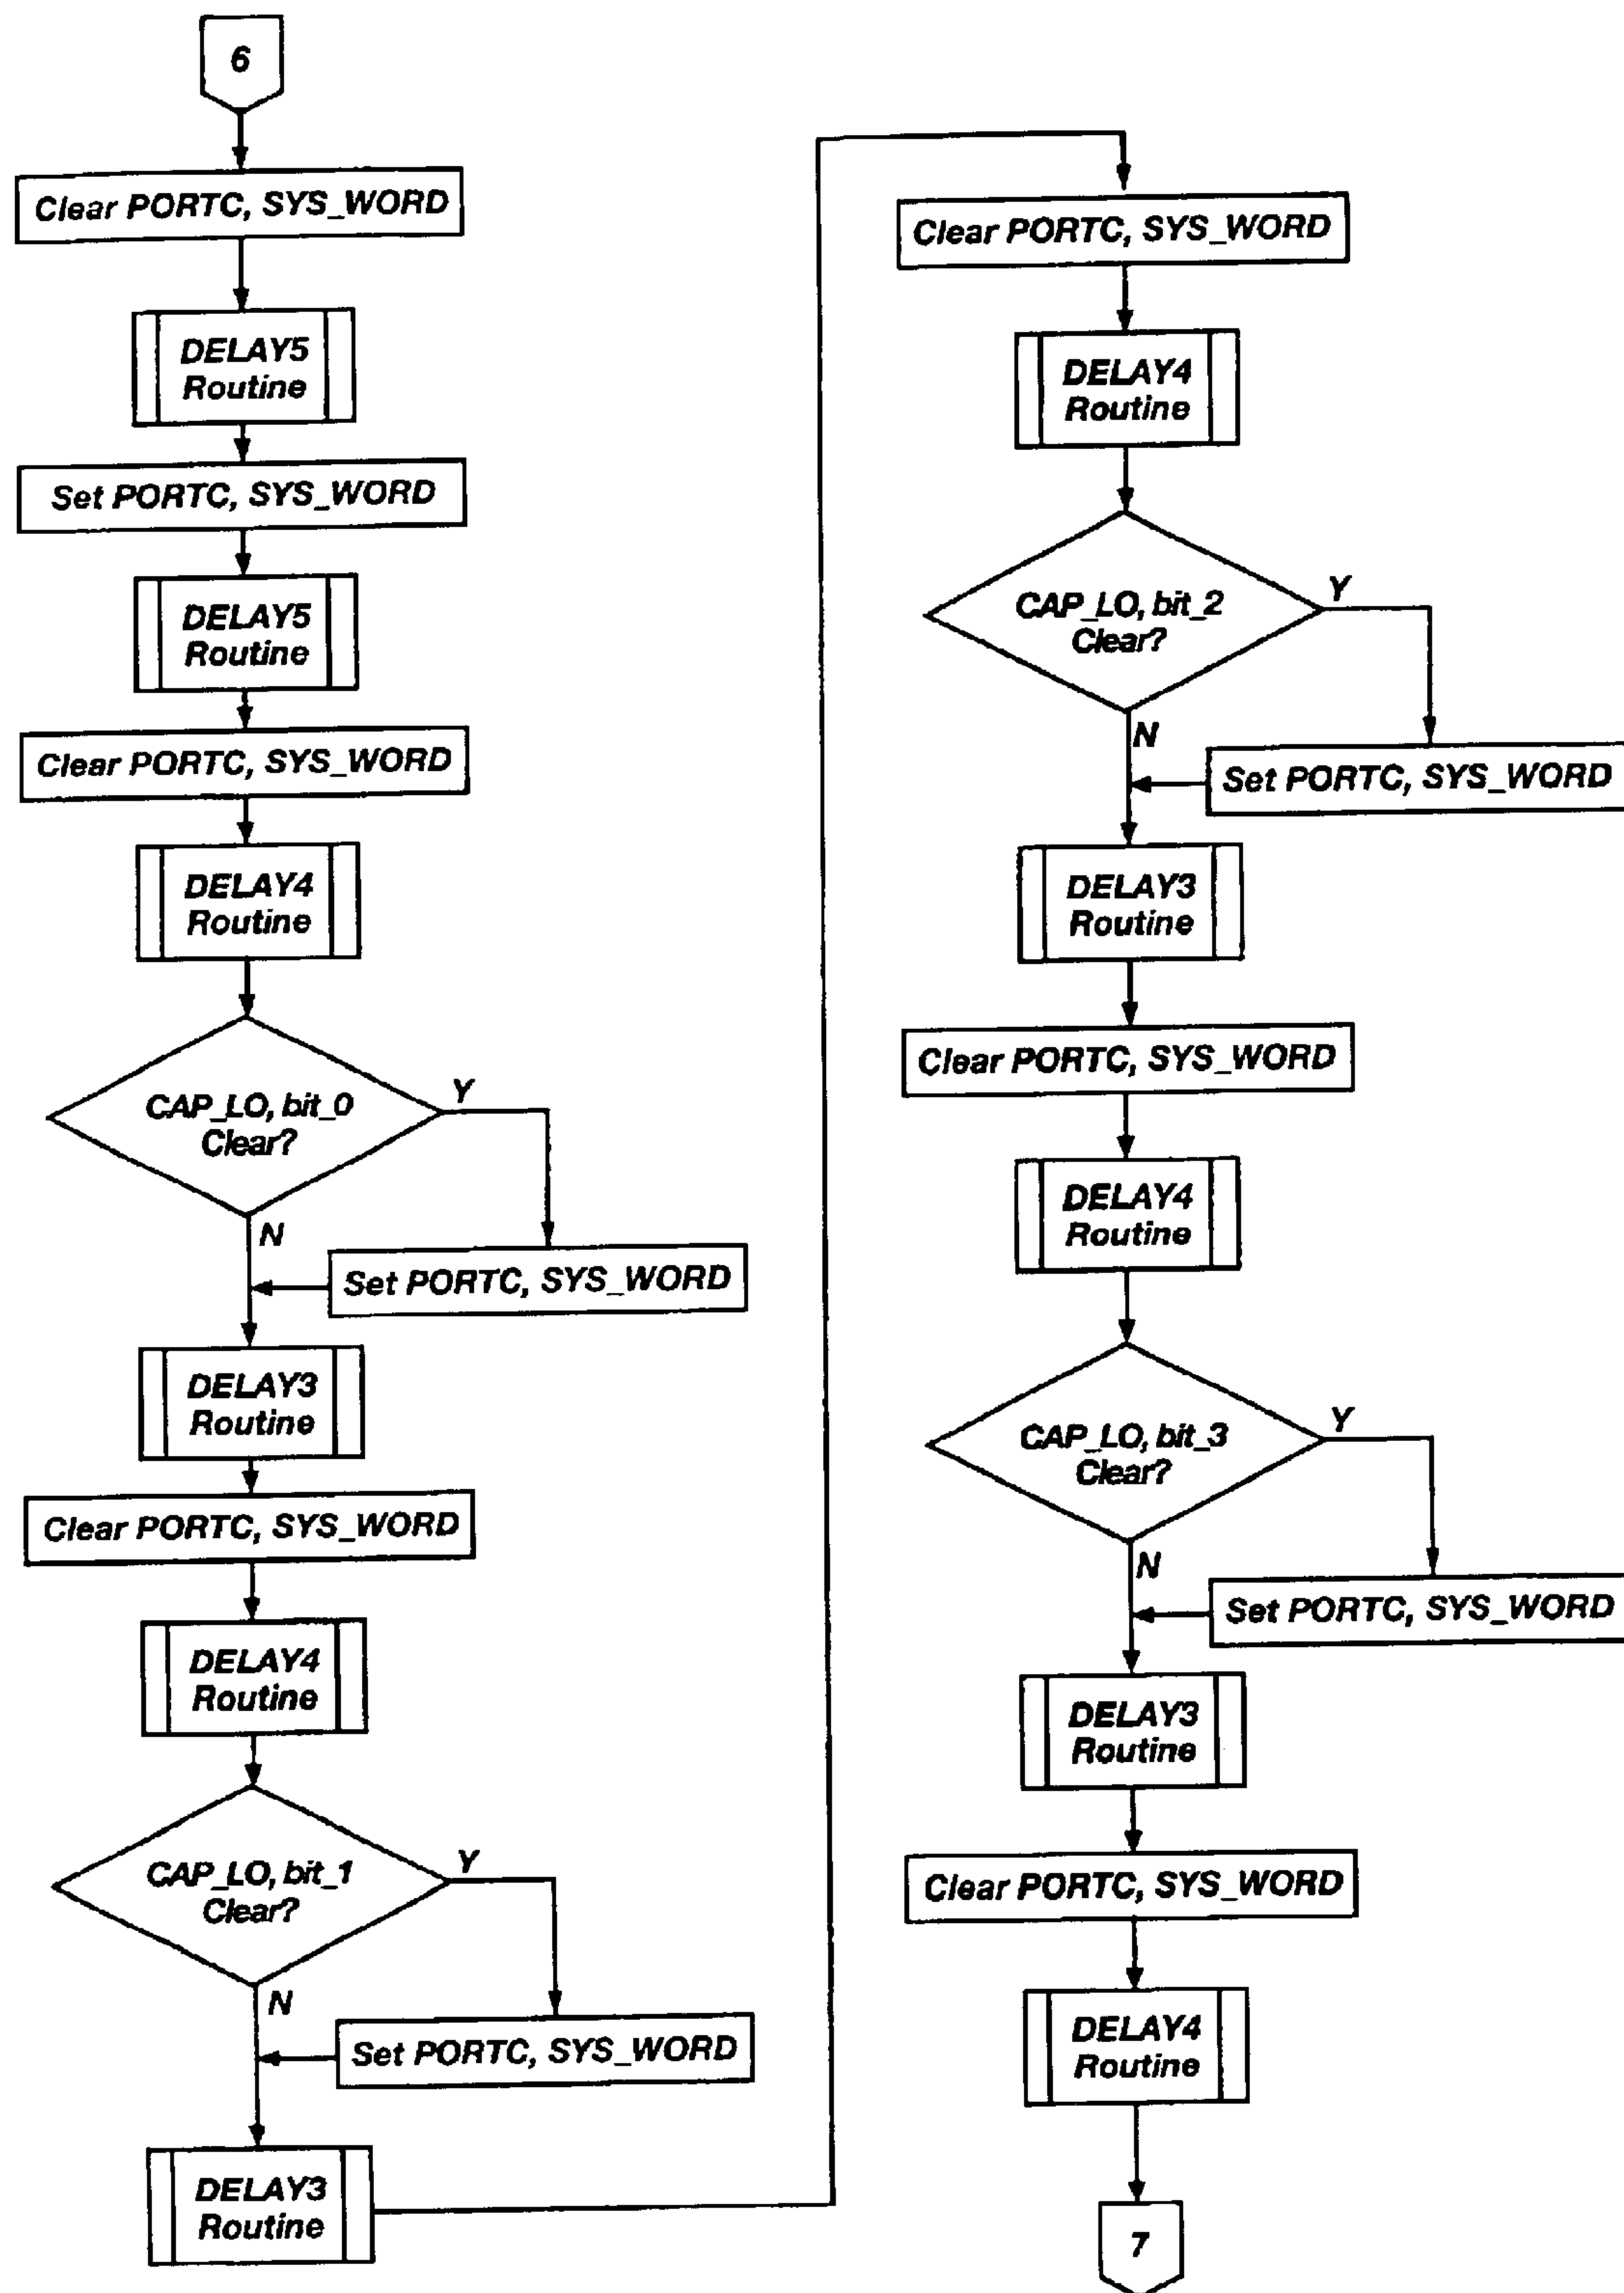 6
Clear PORTC, SYS_WORD
DELAY5
Routine
Set PORTC, SYS_WORD
DELAY5
Routine
Clear PORTC, SYS_WORD
DELAY4
Routine
CAP_LO, bit_0
Clear?
Y
N
Set PORTC, SYS_WORD
DELAY3
Routine
Clear PORTC, SYS_WORD
DELAY4
Routine
CAP_LO, bit_1
Clear?
Y
N
Set PORTC, SYS_WORD
DELAY3
Routine
Clear PORTC, SYS_WORD
DELAY4
Routine
CAP_LO, bit_2
Clear?
Y
N
Set PORTC, SYS_WORD
DELAY3
Routine
Clear PORTC, SYS_WORD
DELAY4
Routine
CAP_LO, bit_3
Clear?
Y
N
Set PORTC, SYS_WORD
DELAY3
Routine
Clear PORTC, SYS_WORD
DELAY4
Routine
7